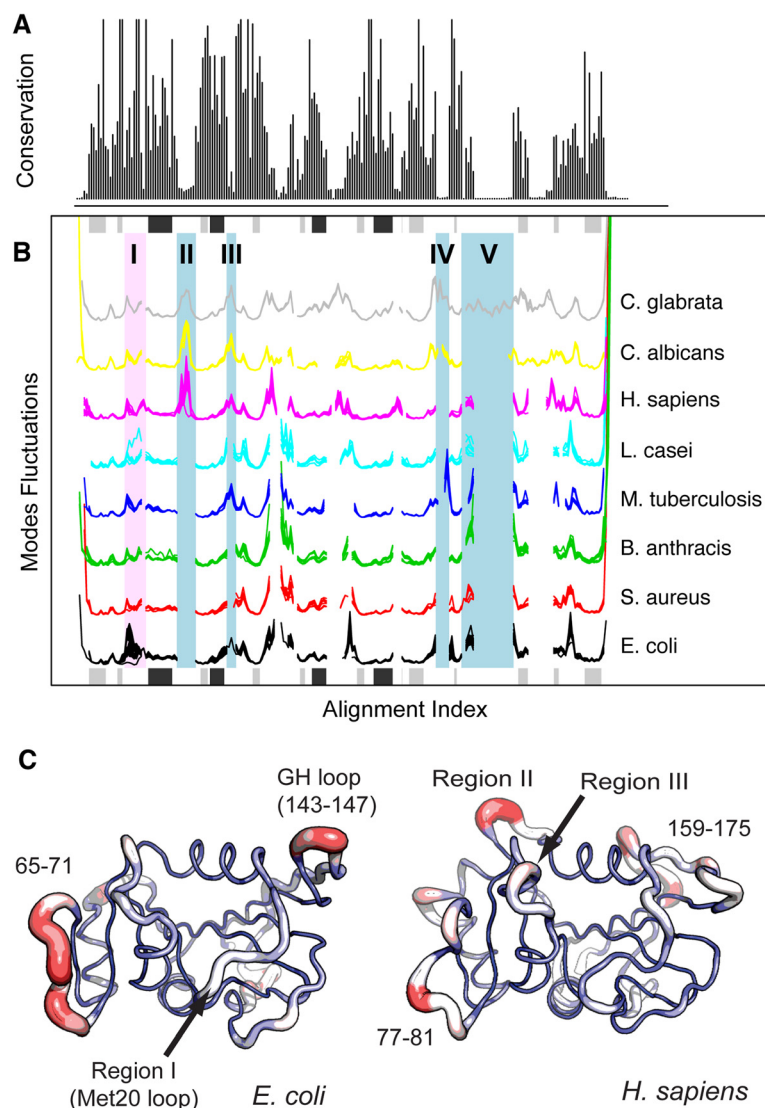 A
Conservation
B
I II III IV V
Modes Fluctuations
C. glabrata
C. albicans
H. sapiens
L. casei
M. tuberculosis
B. anthracis
S. aureus
E. coli
Alignment Index
C
65-71
GH loop
(143-147)
Region I
(Met20 loop)
E. coli
Region II
Region III
159-175
77-81
H. sapiens